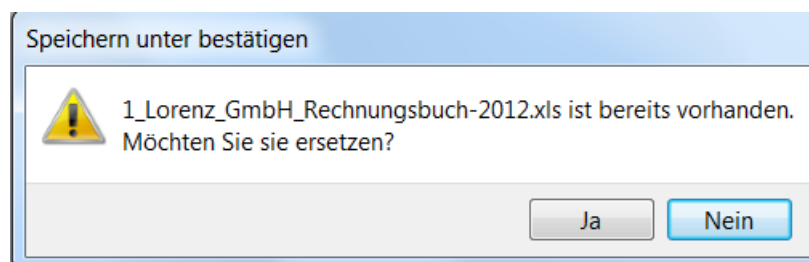 Speichern unter bestätigen
1_Lorenz_GmbH_Rechnungsbuch-2012.xls ist bereits vorhanden.
Möchten Sie sie ersetzen?
Ja Nein